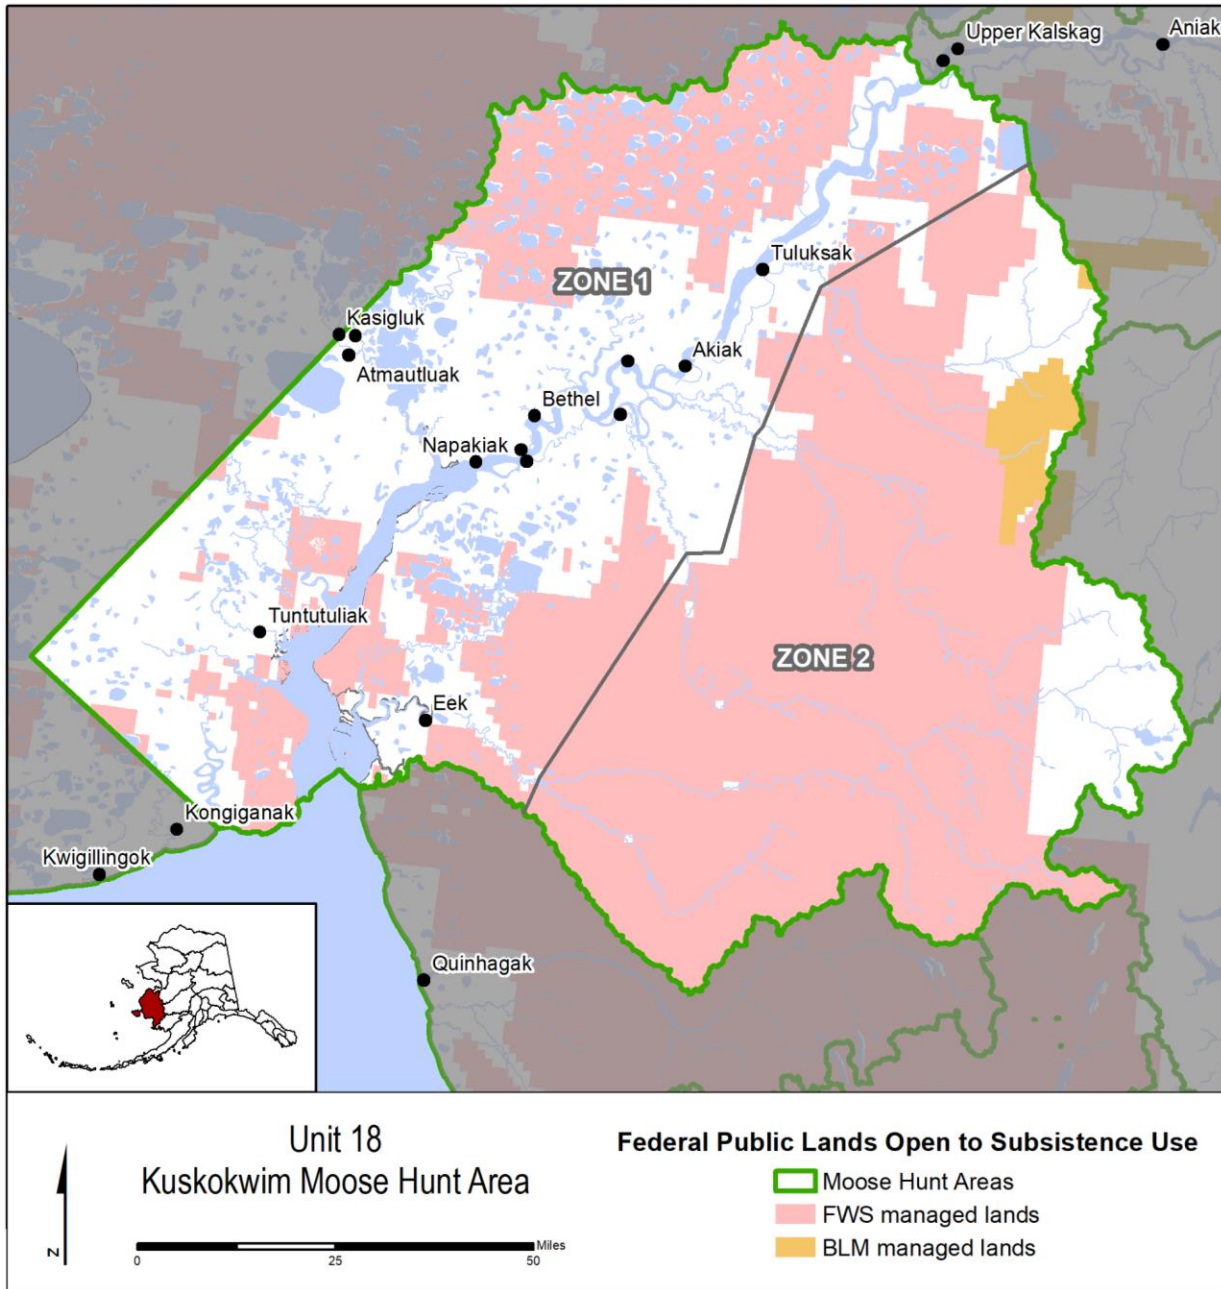 Upper Kalskag
Aniak
Tuluksak
ZONE 1
Kasigluk
Atmautluak
Akiak
Bethel
Napakiak
Tuntutuliak
ZONE 2
Eek
Kongiganak
Kwigillingok
Quinhagak
Unit 18
Kuskokwim Moose Hunt Area
N
Miles
0 25 50
Federal Public Lands Open to Subsistence Use
Moose Hunt Areas
FWS managed lands
BLM managed lands